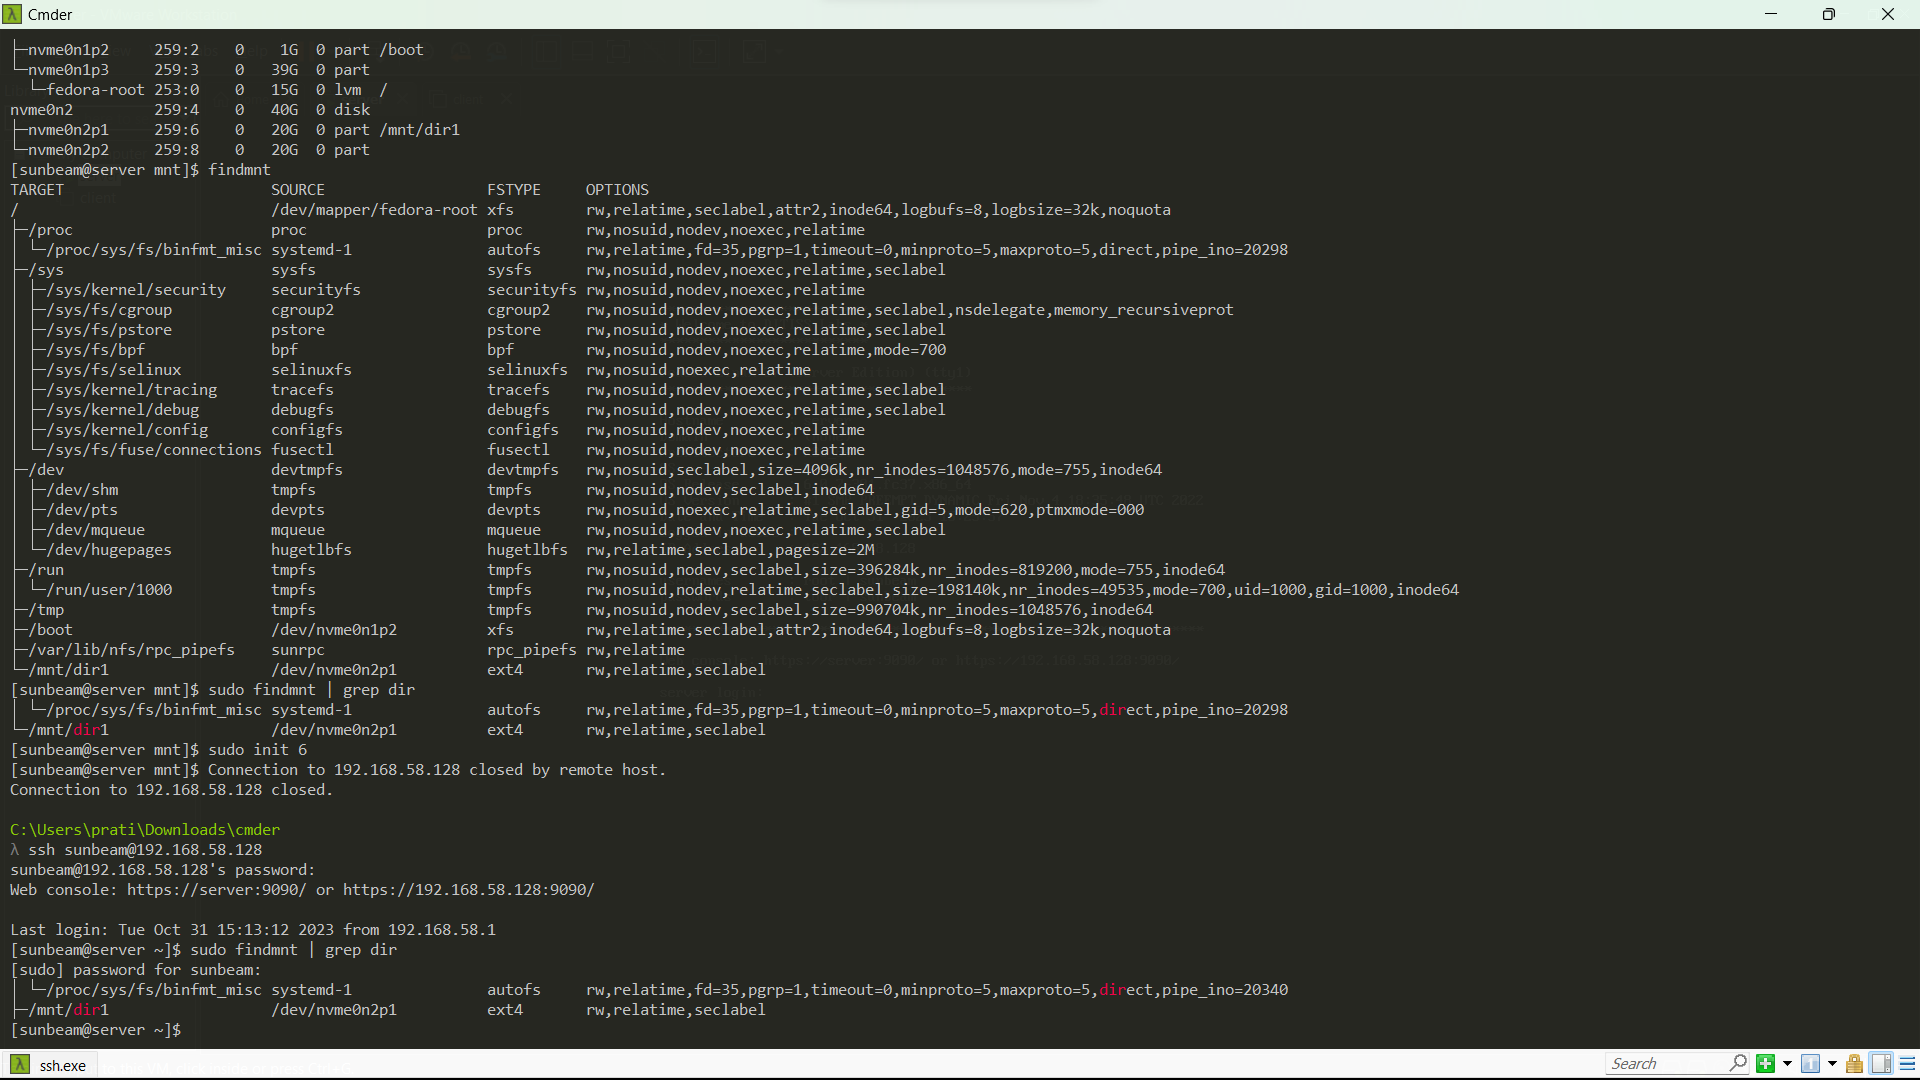 Cmder
├─nvme0n1p2     259:2    0    1G  0 part /boot
└─nvme0n1p3     259:3    0   39G  0 part
  └─fedora-root 253:0    0   15G  0 lvm  /
nvme0n2         259:4    0   40G  0 disk
├─nvme0n2p1     259:6    0   20G  0 part /mnt/dir1
└─nvme0n2p2     259:8    0   20G  0 part
[sunbeam@server mnt]$ findmnt
TARGET                       SOURCE                  FSTYPE     OPTIONS
/                            /dev/mapper/fedora-root xfs        rw,relatime,seclabel,attr2,inode64,logbufs=8,logbsize=32k,noquota
├─/proc                      proc                    proc       rw,nosuid,nodev,noexec,relatime
│ └─/proc/sys/fs/binfmt_misc systemd-1               autofs     rw,relatime,fd=35,pgrp=1,timeout=0,minproto=5,maxproto=5,direct,pipe_ino=20298
├─/sys                       sysfs                   sysfs      rw,nosuid,nodev,noexec,relatime,seclabel
│ ├─/sys/kernel/security     securityfs              securityfs rw,nosuid,nodev,noexec,relatime
│ ├─/sys/fs/cgroup           cgroup2                 cgroup2    rw,nosuid,nodev,noexec,relatime,seclabel,nsdelegate,memory_recursiveprot
│ ├─/sys/fs/pstore           pstore                  pstore     rw,nosuid,nodev,noexec,relatime,seclabel
│ ├─/sys/fs/bpf              bpf                     bpf        rw,nosuid,nodev,noexec,relatime,mode=700
│ ├─/sys/fs/selinux          selinuxfs               selinuxfs  rw,nosuid,noexec,relatime
│ ├─/sys/kernel/tracing      tracefs                 tracefs    rw,nosuid,nodev,noexec,relatime,seclabel
│ ├─/sys/kernel/debug        debugfs                 debugfs    rw,nosuid,nodev,noexec,relatime,seclabel
│ ├─/sys/kernel/config       configfs                configfs   rw,nosuid,nodev,noexec,relatime
│ └─/sys/fs/fuse/connections fusectl                 fusectl    rw,nosuid,nodev,noexec,relatime
├─/dev                       devtmpfs                devtmpfs   rw,nosuid,seclabel,size=4096k,nr_inodes=1048576,mode=755,inode64
│ ├─/dev/shm                 tmpfs                   tmpfs      rw,nosuid,nodev,seclabel,inode64
│ ├─/dev/pts                 devpts                  devpts     rw,nosuid,noexec,relatime,seclabel,gid=5,mode=620,ptmxmode=000
│ ├─/dev/mqueue              mqueue                  mqueue     rw,nosuid,nodev,noexec,relatime,seclabel
│ └─/dev/hugepages           hugetlbfs               hugetlbfs  rw,relatime,seclabel,pagesize=2M
├─/run                       tmpfs                   tmpfs      rw,nosuid,nodev,seclabel,size=396284k,nr_inodes=819200,mode=755,inode64
│ └─/run/user/1000           tmpfs                   tmpfs      rw,nosuid,nodev,relatime,seclabel,size=198140k,nr_inodes=49535,mode=700,uid=1000,gid=1000,inode64
├─/tmp                       tmpfs                   tmpfs      rw,nosuid,nodev,seclabel,size=990704k,nr_inodes=1048576,inode64
├─/boot                      /dev/nvme0n1p2          xfs        rw,relatime,seclabel,attr2,inode64,logbufs=8,logbsize=32k,noquota
├─/var/lib/nfs/rpc_pipefs    sunrpc                  rpc_pipefs rw,relatime
└─/mnt/dir1                  /dev/nvme0n2p1          ext4       rw,relatime,seclabel
[sunbeam@server mnt]$ sudo findmnt | grep dir
│ └─/proc/sys/fs/binfmt_misc systemd-1               autofs     rw,relatime,fd=35,pgrp=1,timeout=0,minproto=5,maxproto=5,direct,pipe_ino=20298
└─/mnt/dir1                  /dev/nvme0n2p1          ext4       rw,relatime,seclabel
[sunbeam@server mnt]$ sudo init 6
[sunbeam@server mnt]$ Connection to 192.168.58.128 closed by remote host.
Connection to 192.168.58.128 closed.
C:\Users\prati\Downloads\cmder
λ ssh sunbeam@192.168.58.128
sunbeam@192.168.58.128's password:
Web console: https://server:9090/ or https://192.168.58.128:9090/
Last login: Tue Oct 31 15:13:12 2023 from 192.168.58.1
[sunbeam@server ~]$ sudo findmnt | grep dir
[sudo] password for sunbeam:
│ └─/proc/sys/fs/binfmt_misc systemd-1               autofs     rw,relatime,fd=35,pgrp=1,timeout=0,minproto=5,maxproto=5,direct,pipe_ino=20340
├─/mnt/dir1                  /dev/nvme0n2p1          ext4       rw,relatime,seclabel
[sunbeam@server ~]$
ssh.exe
Search